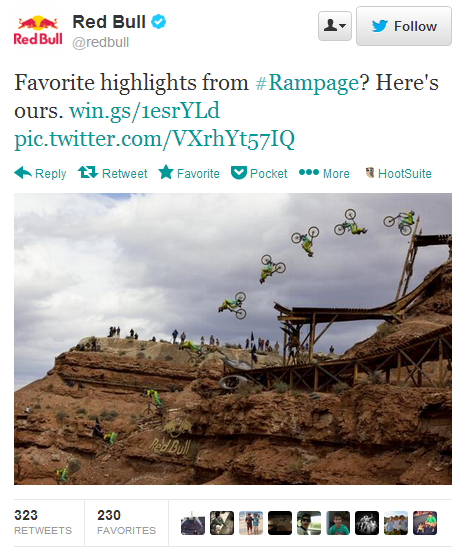 Red Bull
@redbull
Red Bull
Follow
Favorite highlights from #Rampage? Here's
ours. win.gs/1esrYLd
pic.twitter.com/VXrhYt57IQ
Reply Retweet Favorite Pocket More HootSuite
Red Bull
323 230
RETWEETS FAVORITES